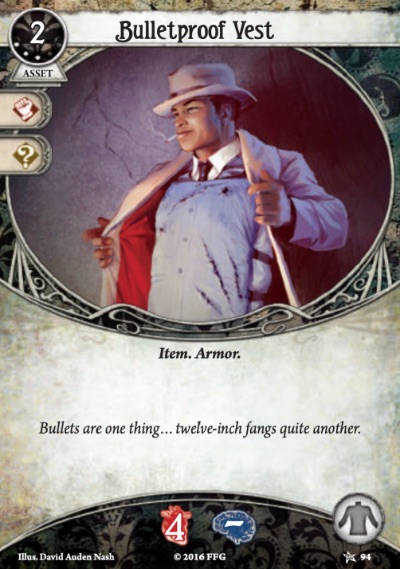 2
Bulletproof Vest
ASSET
?
Item. Armor.
Bullets are one thing… twelve-inch fangs quite another.
4
–
Illus. David Auden Nash
© 2016 FFG
94